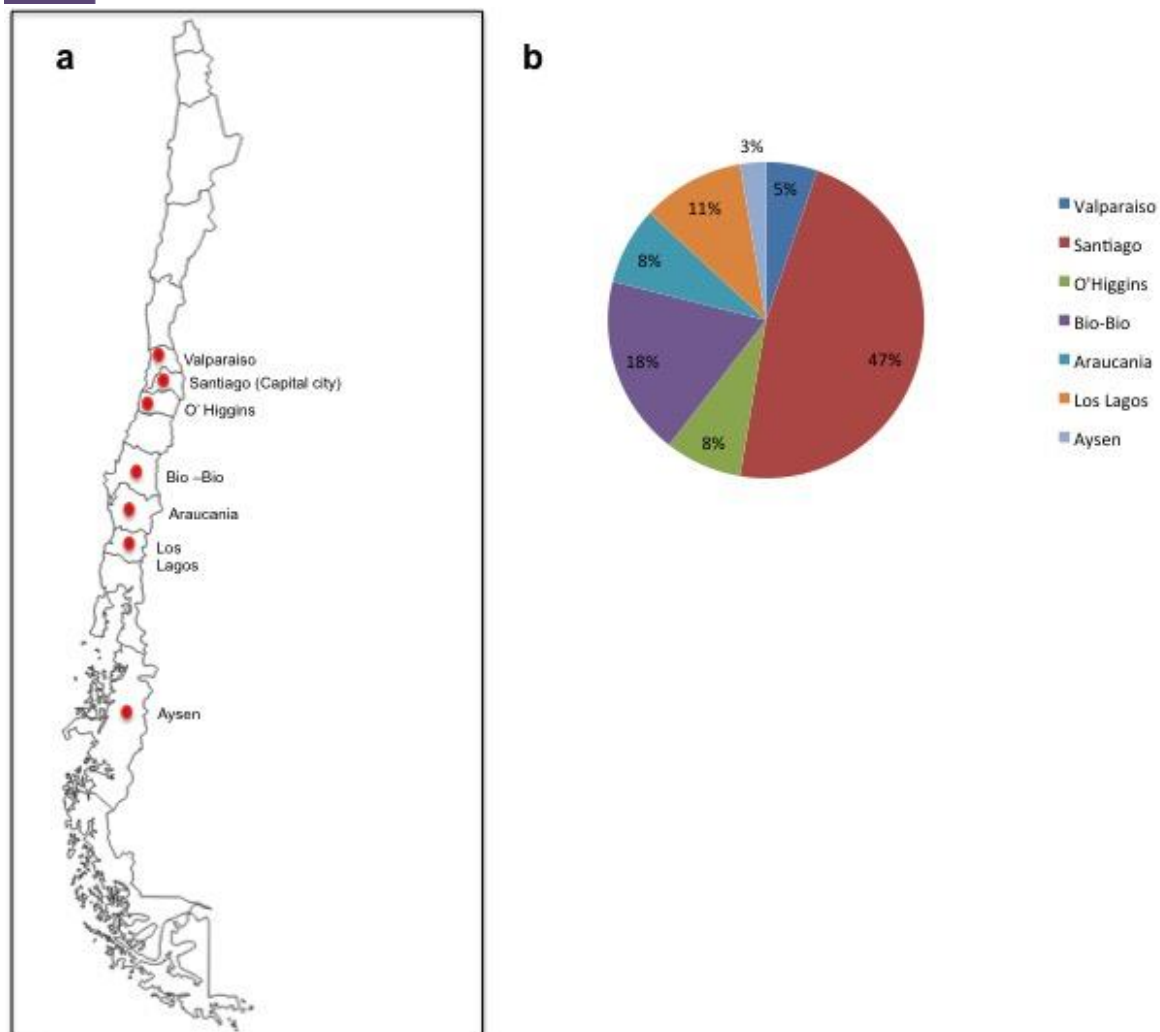 a
Valparaiso
Santiago (Capital city)
O´ Higgins
Bio –Bio
Araucania
Los
Lagos
Aysen
b
3%
5%
11%
8%
18%
47%
8%
Valparaiso
Santiago
O'Higgins
Bio-Bio
Araucania
Los Lagos
Aysen